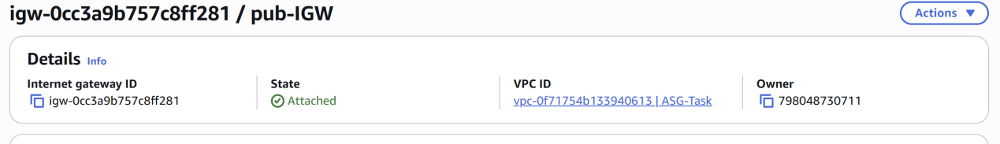 igw-0cc3a9b757c8ff281 / pub-IGW
Actions
Details Info
Internet gateway ID
igw-0cc3a9b757c8ff281
State
Attached
VPC ID
vpc-0f71754b133940613 | ASG-Task
Owner
798048730711